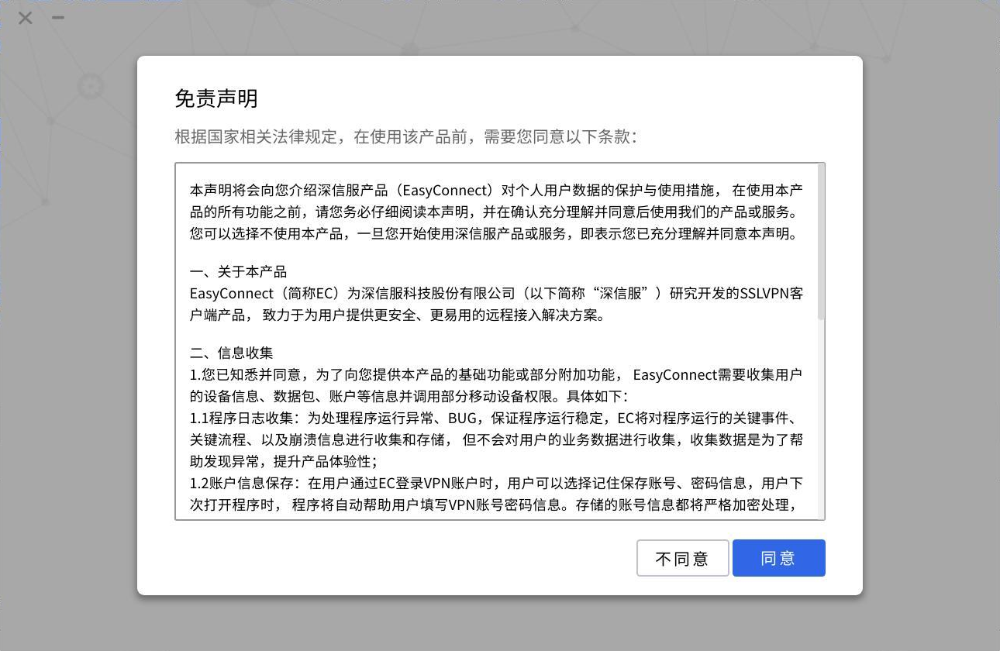 免责声明
根据国家相关法律规定，在使用该产品前，需要您同意以下条款：
本声明将会向您介绍深信服产品（EasyConnect）对个人用户数据的保护与使用措施， 在使用本产
品的所有功能之前，请您务必仔细阅读本声明，并在确认充分理解并同意后使用我们的产品或服务。
您可以选择不使用本产品，一旦您开始使用深信服产品或服务，即表示您已充分理解并同意本声明。
一、关于本产品
EasyConnect（简称EC）为深信服科技股份有限公司（以下简称“深信服”）研究开发的SSLVPN客
户端产品， 致力于为用户提供更安全、更易用的远程接入解决方案。
二、信息收集
1.您已知悉并同意，为了向您提供本产品的基础功能或部分附加功能， EasyConnect需要收集用户
的设备信息、数据包、账户等信息并调用部分移动设备权限。具体如下：
1.1程序日志收集：为处理程序运行异常、BUG，保证程序运行稳定，EC将对程序运行的关键事件、
关键流程、以及崩溃信息进行收集和存储， 但不会对用户的业务数据进行收集，收集数据是为了帮
助发现异常，提升产品体验性；
1.2账户信息保存：在用户通过EC登录VPN账户时，用户可以选择记住保存账号、密码信息，用户下
次打开程序时， 程序将自动帮助用户填写VPN账号密码信息。存储的账号信息都将严格加密处理，
不同意
同意